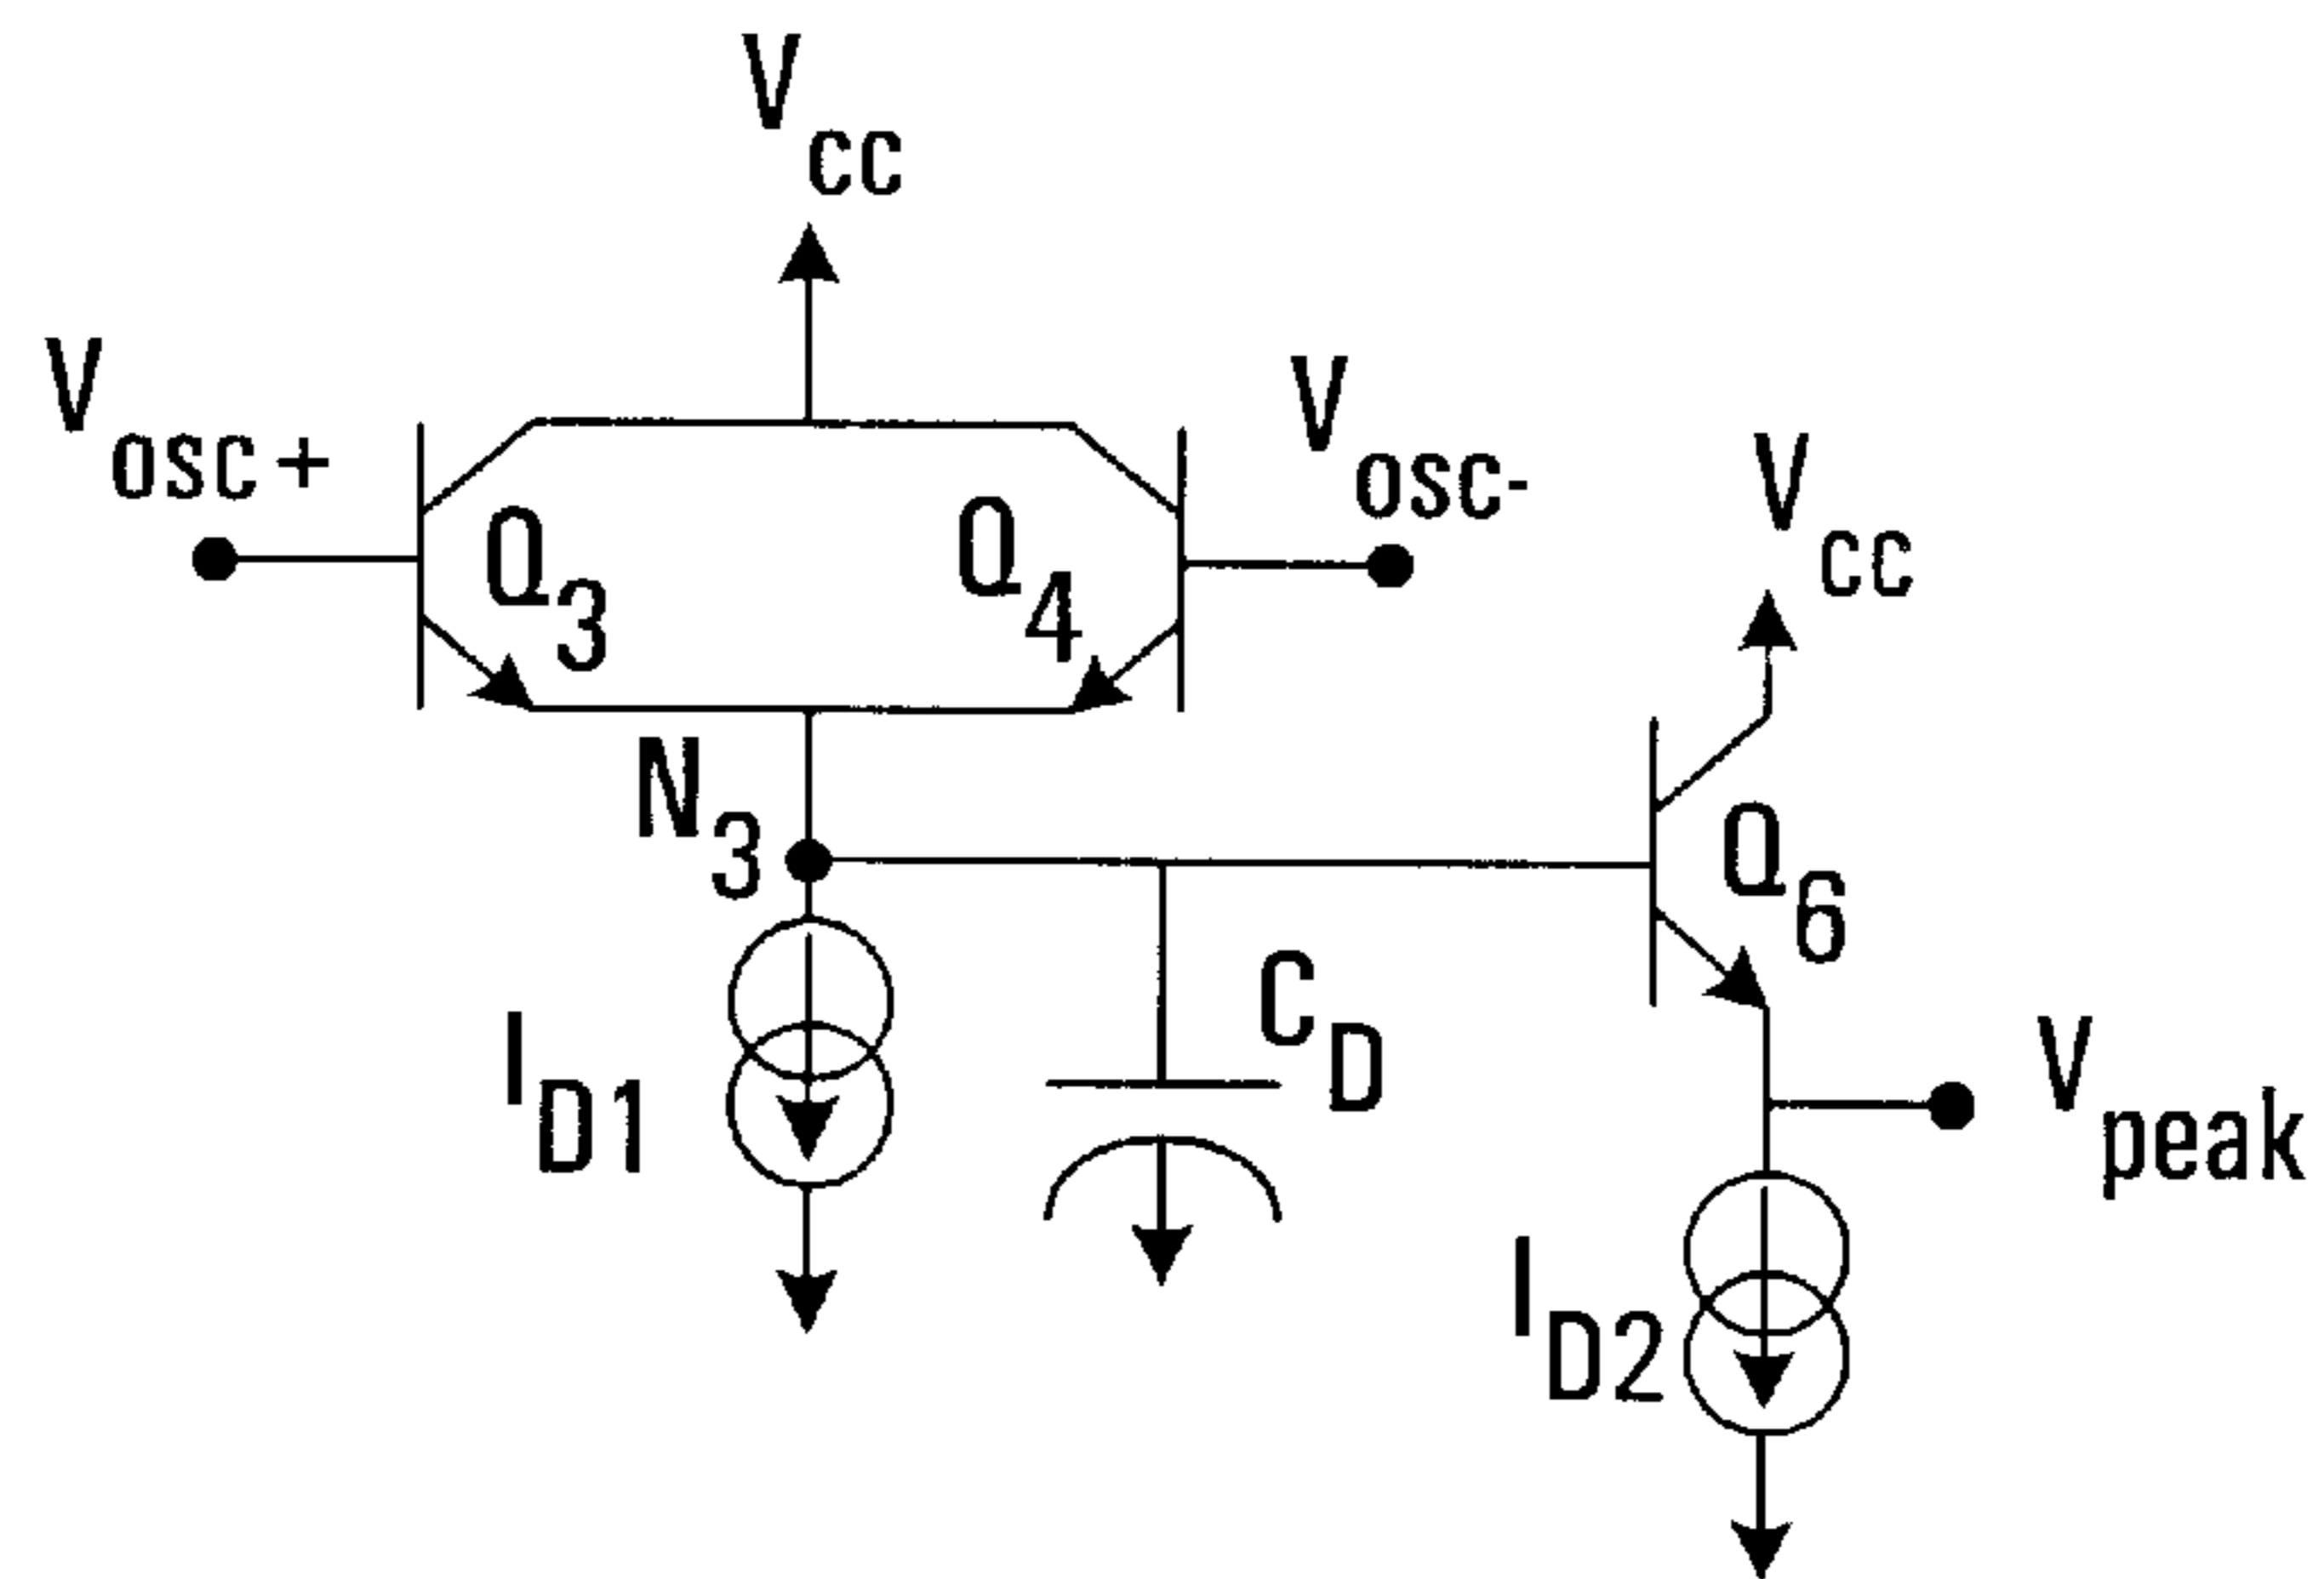 Vcc
Vosc+
Vosc-
Vcc
Q3
Q4
N3
Q6
CD
ID1
Vpeak
ID2